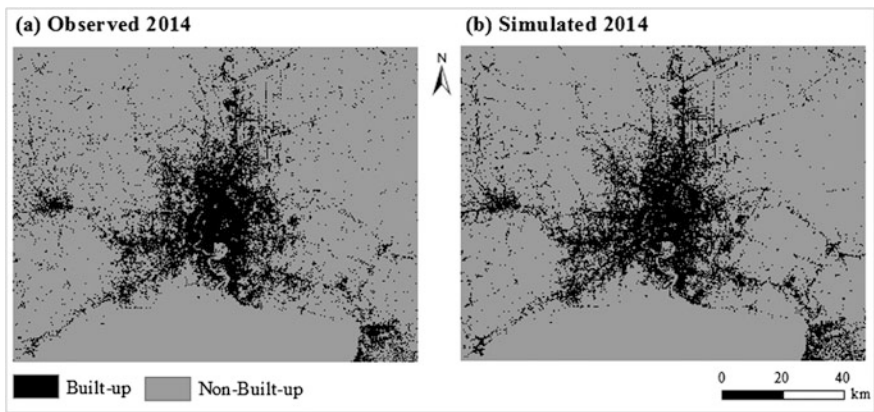 (a) Observed 2014
(b) Simulated 2014
N
Built-up
Non-Built-up
0 20 40
km